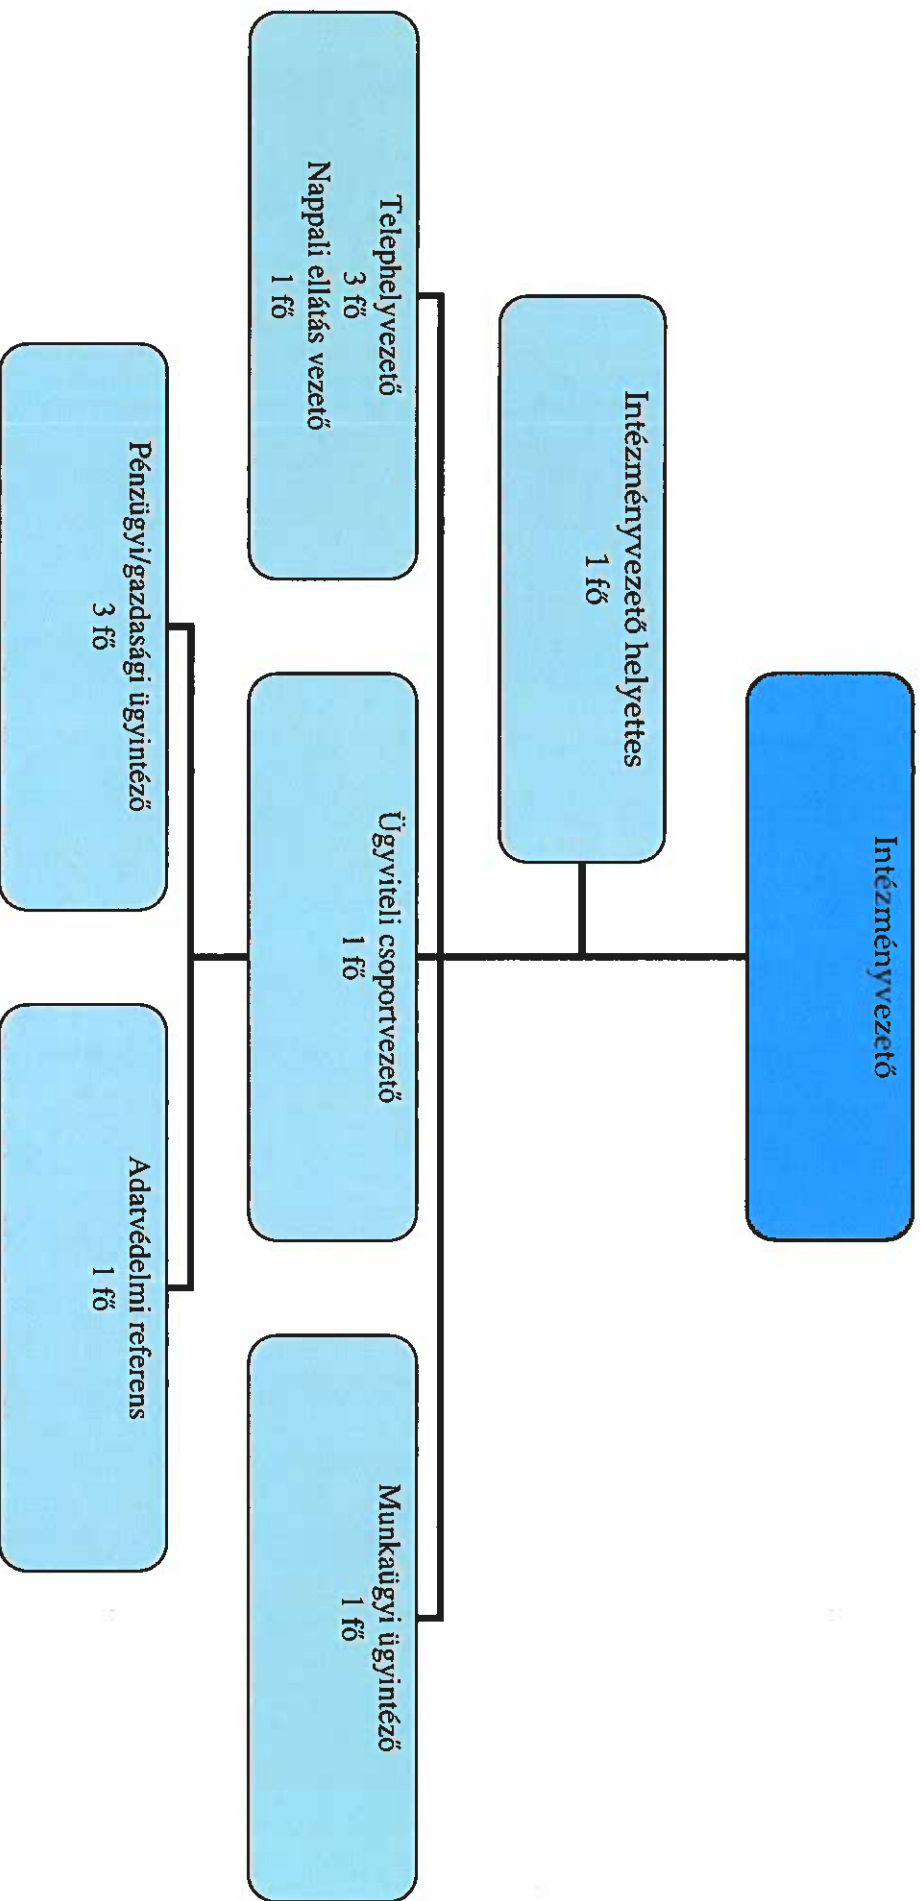 Intézményvezető
Intézményvezető helyettes
1 fő
Telephelyvezető
3 fő
Nappali ellátás vezető
1 fő
Ügyviteli csoportvezető
1 fő
Munkaügyi ügyintéző
1 fő
Pénzügyi/gazdasági ügyintéző
3 fő
Adatvédelmi referens
1 fő